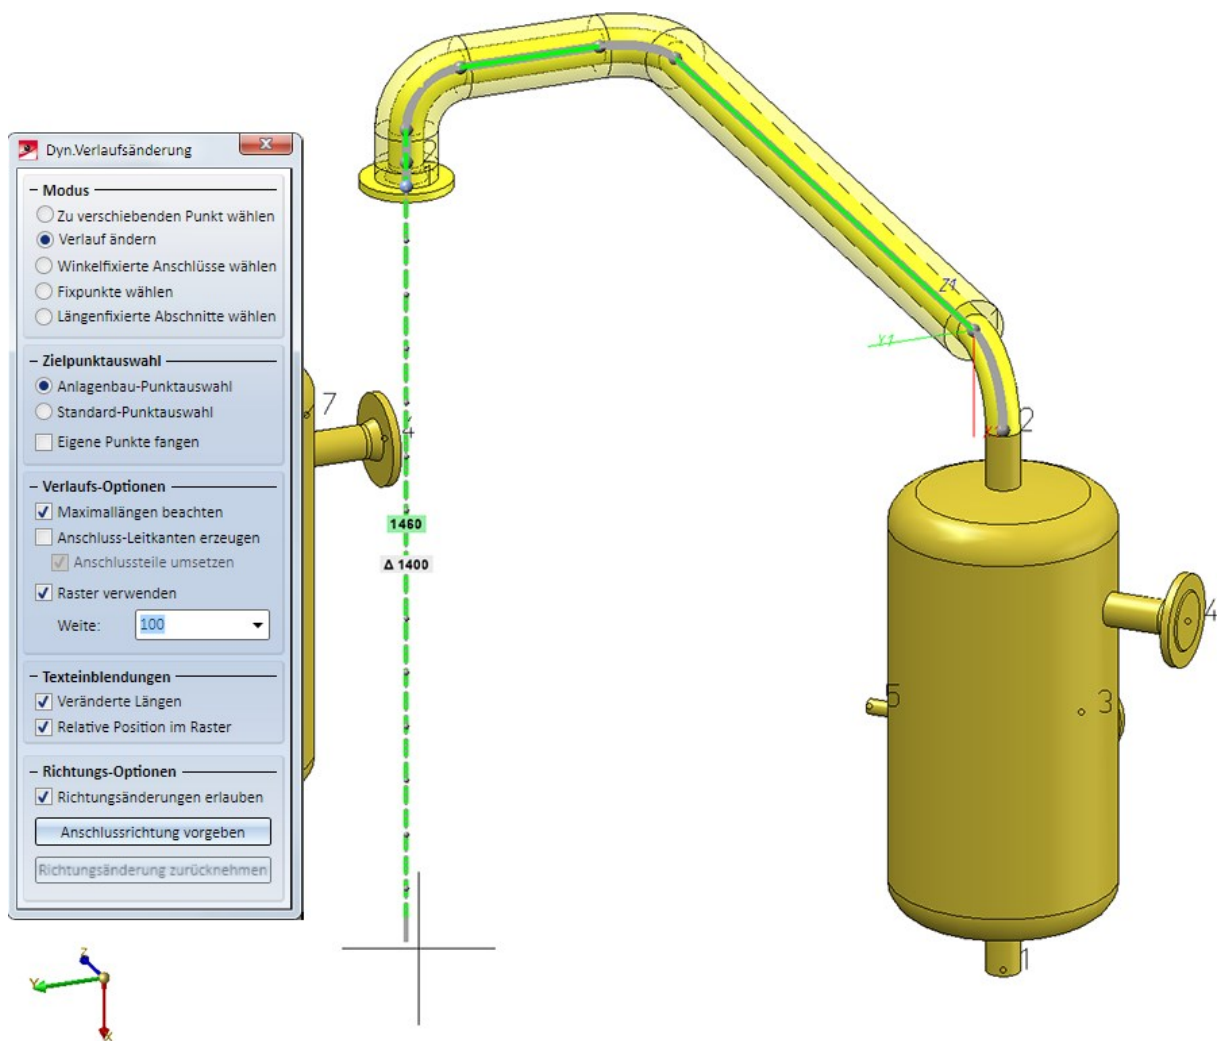 Dyn.Verlaufsänderung
Modus
Zu verschiebenden Punkt wählen
Verlauf ändern
Winkelfixierte Anschlüsse wählen
Fixpunkte wählen
Längenfixierte Abschnitte wählen
Zielpunktauswahl
Anlagenbau-Punktauswahl
Standard-Punktauswahl
Eigene Punkte fangen
Verlaufs-Optionen
Maximallängen beachten
Anschluss-Leitkanten erzeugen
Anschlussteile umsetzen
Raster verwenden
Weite: 100
Texteinblendungen
Veränderte Längen
Relative Position im Raster
Richtungs-Optionen
Richtungsänderungen erlauben
Anschlussrichtung vorgeben
Richtungsänderung zurücknehmen
Z
Y
X
7
4
1460
Δ 1400
Z1
Y1
X
2
4
5
3
1